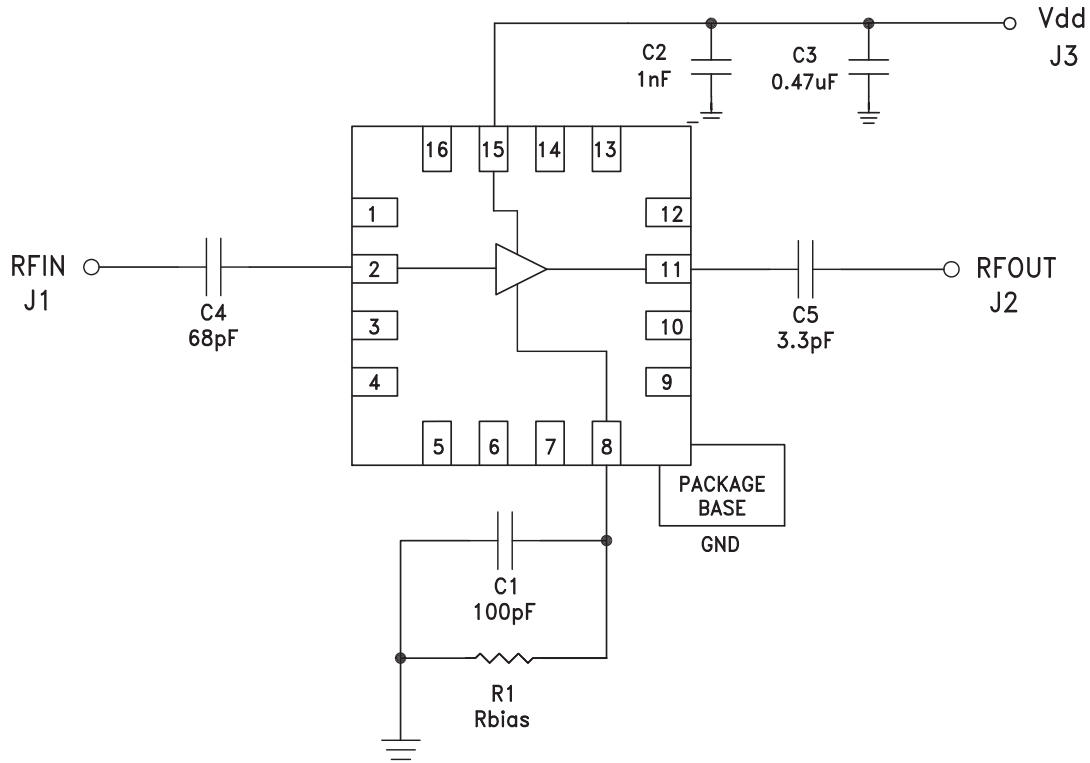 Vdd
J3
C2
1nF
C3
0.47uF
16
15
14
13
1
12
RFIN
J1
C4
68pF
2
11
C5
3.3pF
RFOUT
J2
3
10
4
9
5
6
7
8
PACKAGE
BASE
GND
C1
100pF
R1
Rbias